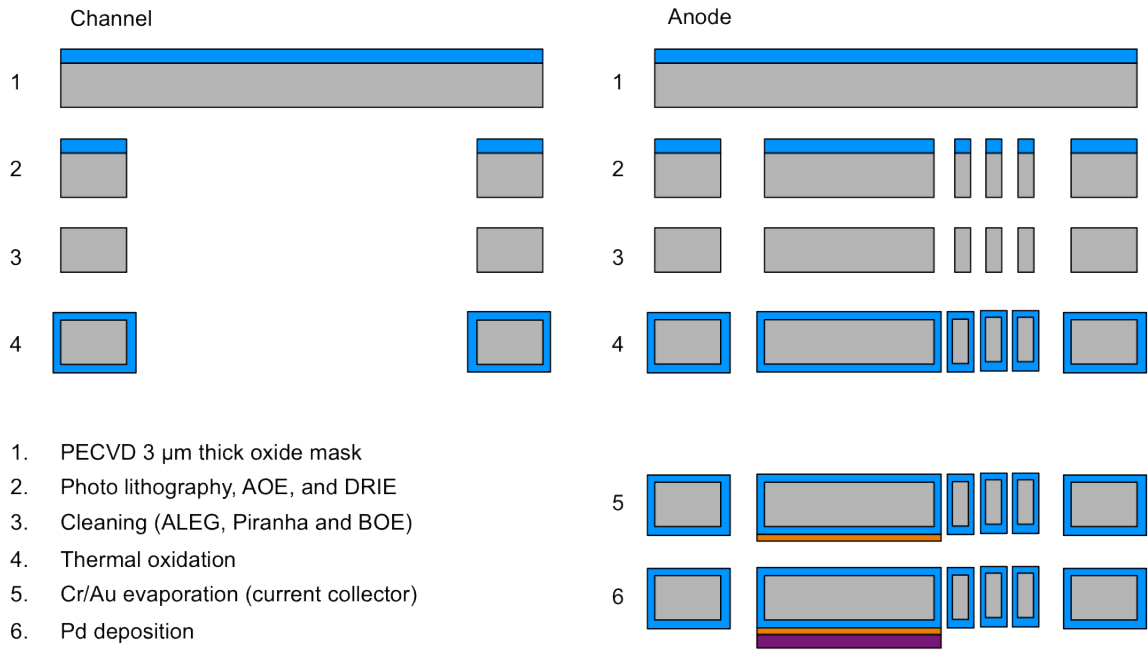 Channel
Anode
1
1
2
2
3
3
4
4
1. PECVD 3 µm thick oxide mask
2. Photo lithography, AOE, and DRIE
3. Cleaning (ALEG, Piranha and BOE)
4. Thermal oxidation
5. Cr/Au evaporation (current collector)
6. Pd deposition
5
6